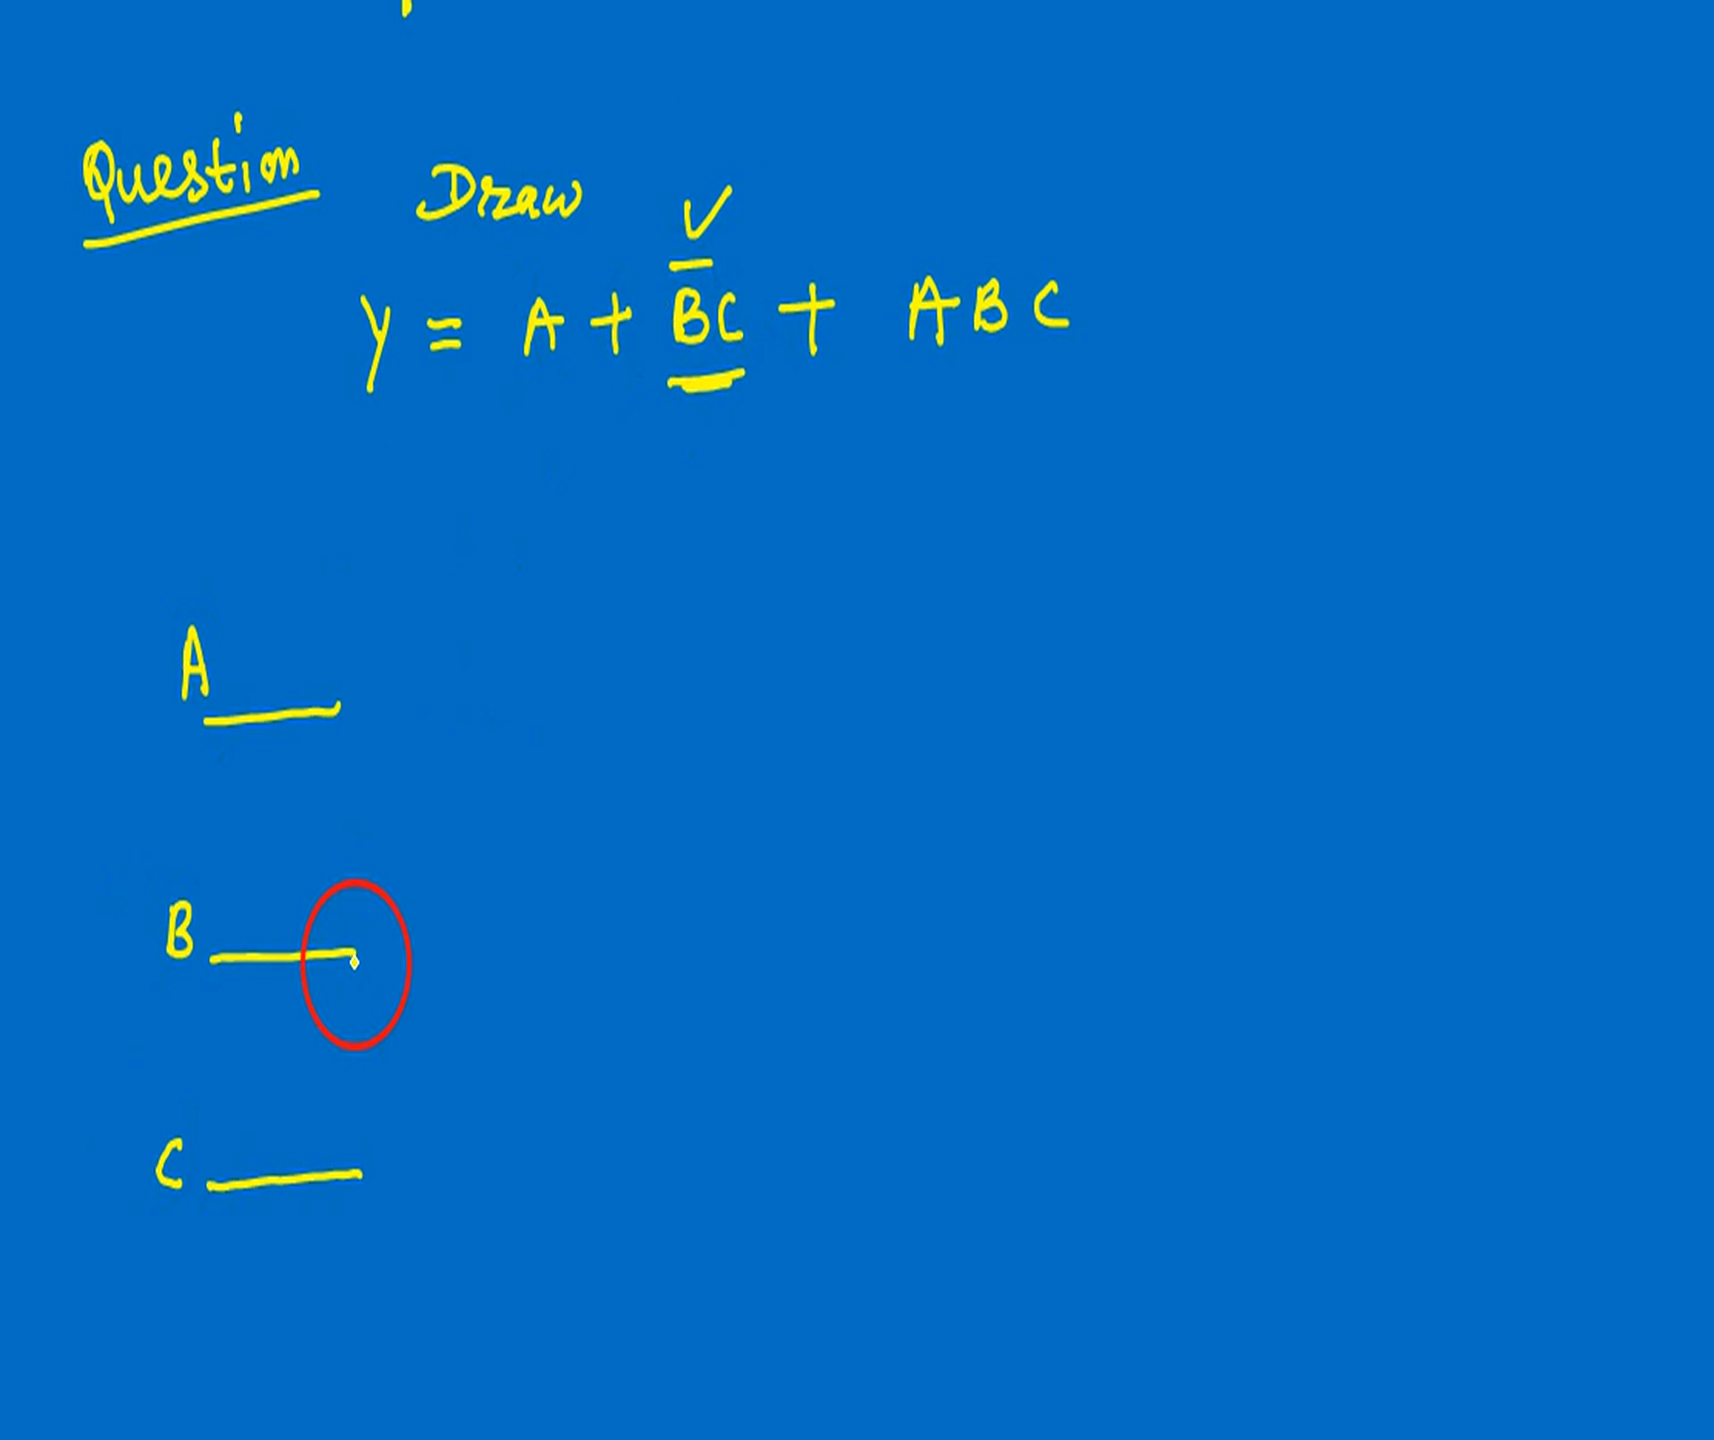 Question Draw
y = A + B̅C + ABC
A
B
C